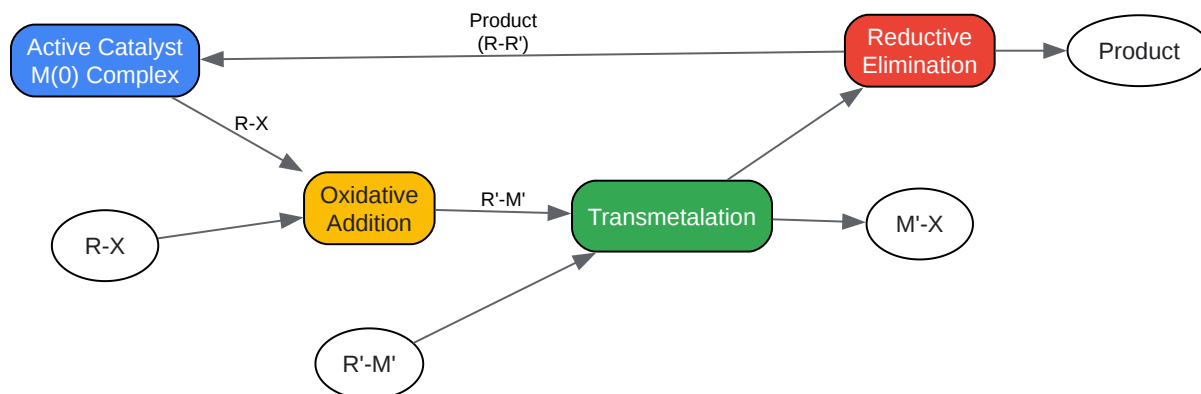 Product
(R-R')
Active Catalyst
M(0) Complex
Reductive
Elimination
Product
R-X
Oxidative
Addition
R'-M'
Transmetalation
M'-X
R-X
R'-M'